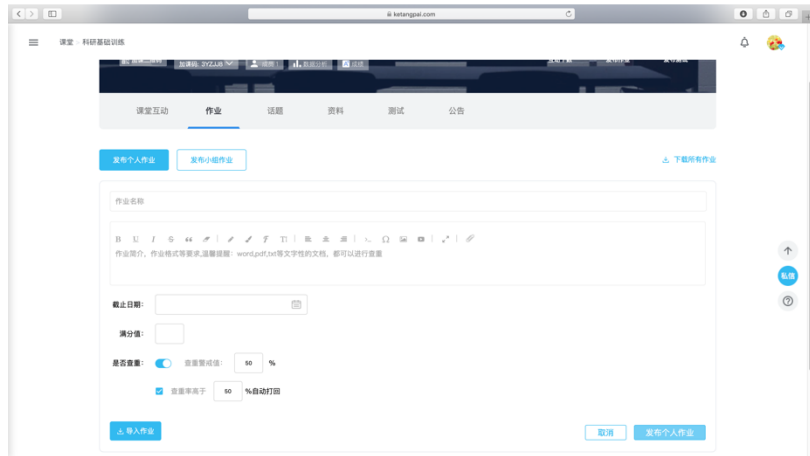 ketangpai.com
课堂 › 科研基础训练
课堂互动 作业 话题 资料 测试 公告
发布个人作业 发布小组作业 下载所有作业
作业名称
作业简介，作业格式等要求,温馨提醒：word,pdf,txt等文字性的文档，都可以进行查重
截止日期：
私信
满分值：
是否查重： 查重警戒值： 50 %
查重率高于 50 %自动打回
导入作业 取消 发布个人作业